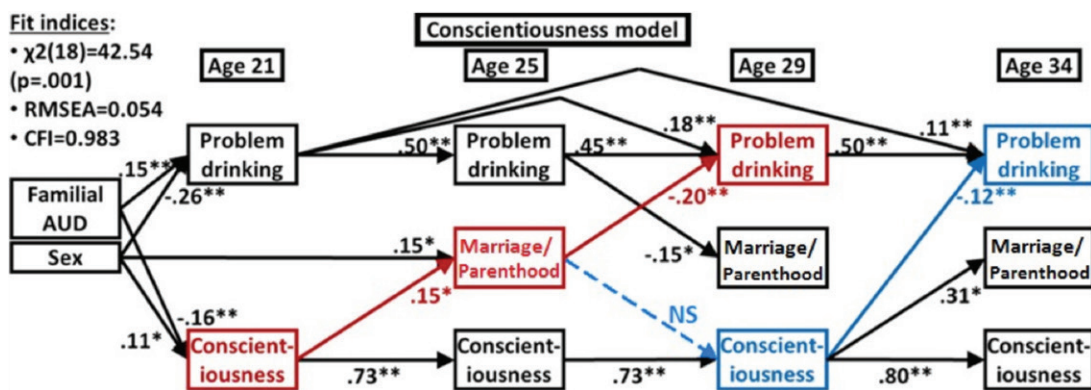 Fit indices:
• χ2(18)=42.54
(p=.001)
• RMSEA=0.054
• CFI=0.983
Conscientiousness model
Age 21
Age 25
Age 29
Age 34
Problem
drinking
.50**
Problem
drinking
.45**
.18**
Problem
drinking
.50**
.11**
Problem
drinking
.15**
-.26**
-.20**
-.12**
Familial
AUD
Sex
.15*
Marriage/
Parenthood
-.15*
Marriage/
Parenthood
Marriage/
Parenthood
.15*
.31*
NS
-.16**
.11*
Conscient-
iousness
.73**
Conscient-
iousness
.73**
Conscient-
iousness
.80**
Conscient-
iousness